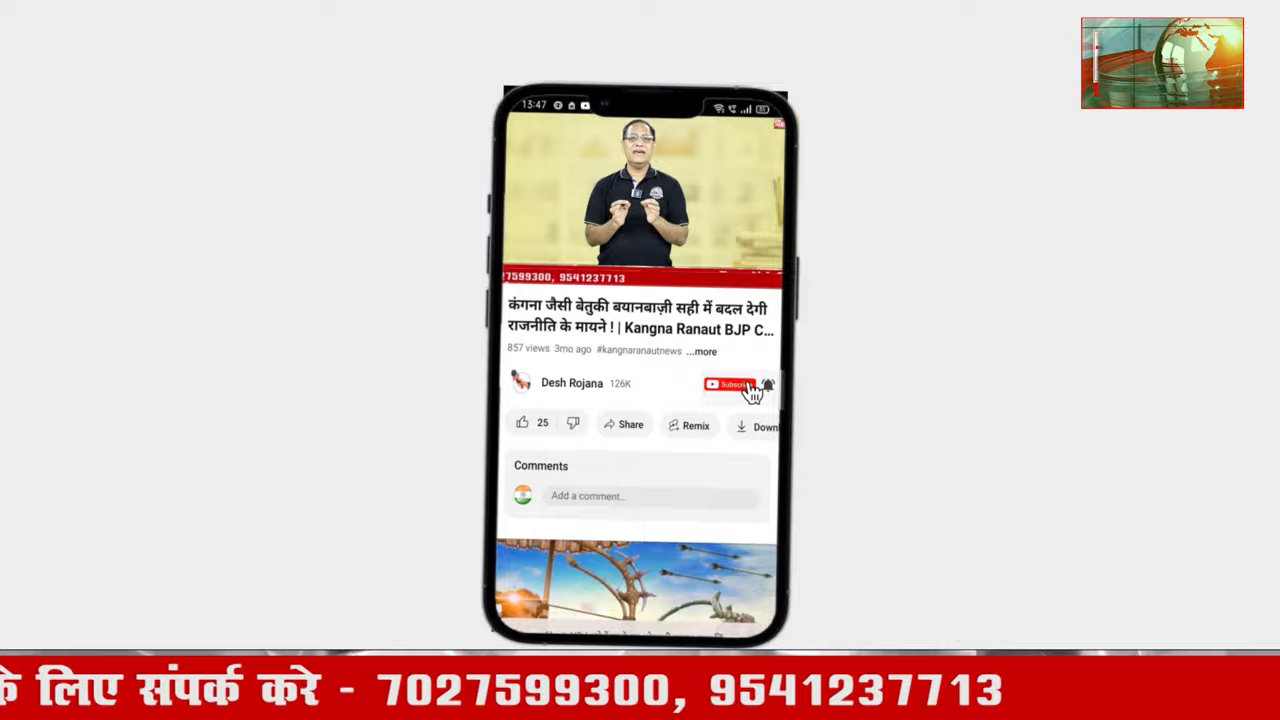 13:47
7599300, 9541237713
कंगना जैसी बेतुकी बयानबाज़ी सही में बदल देगी
राजनीति के मायने ! | Kangna Ranaut BJP C...
857 views 3mo ago #kangnaranautnews ...more
Desh Rojana 126K
25 Share Remix Down
Comments
Add a comment...
के लिए संपर्क करे - 7027599300, 9541237713